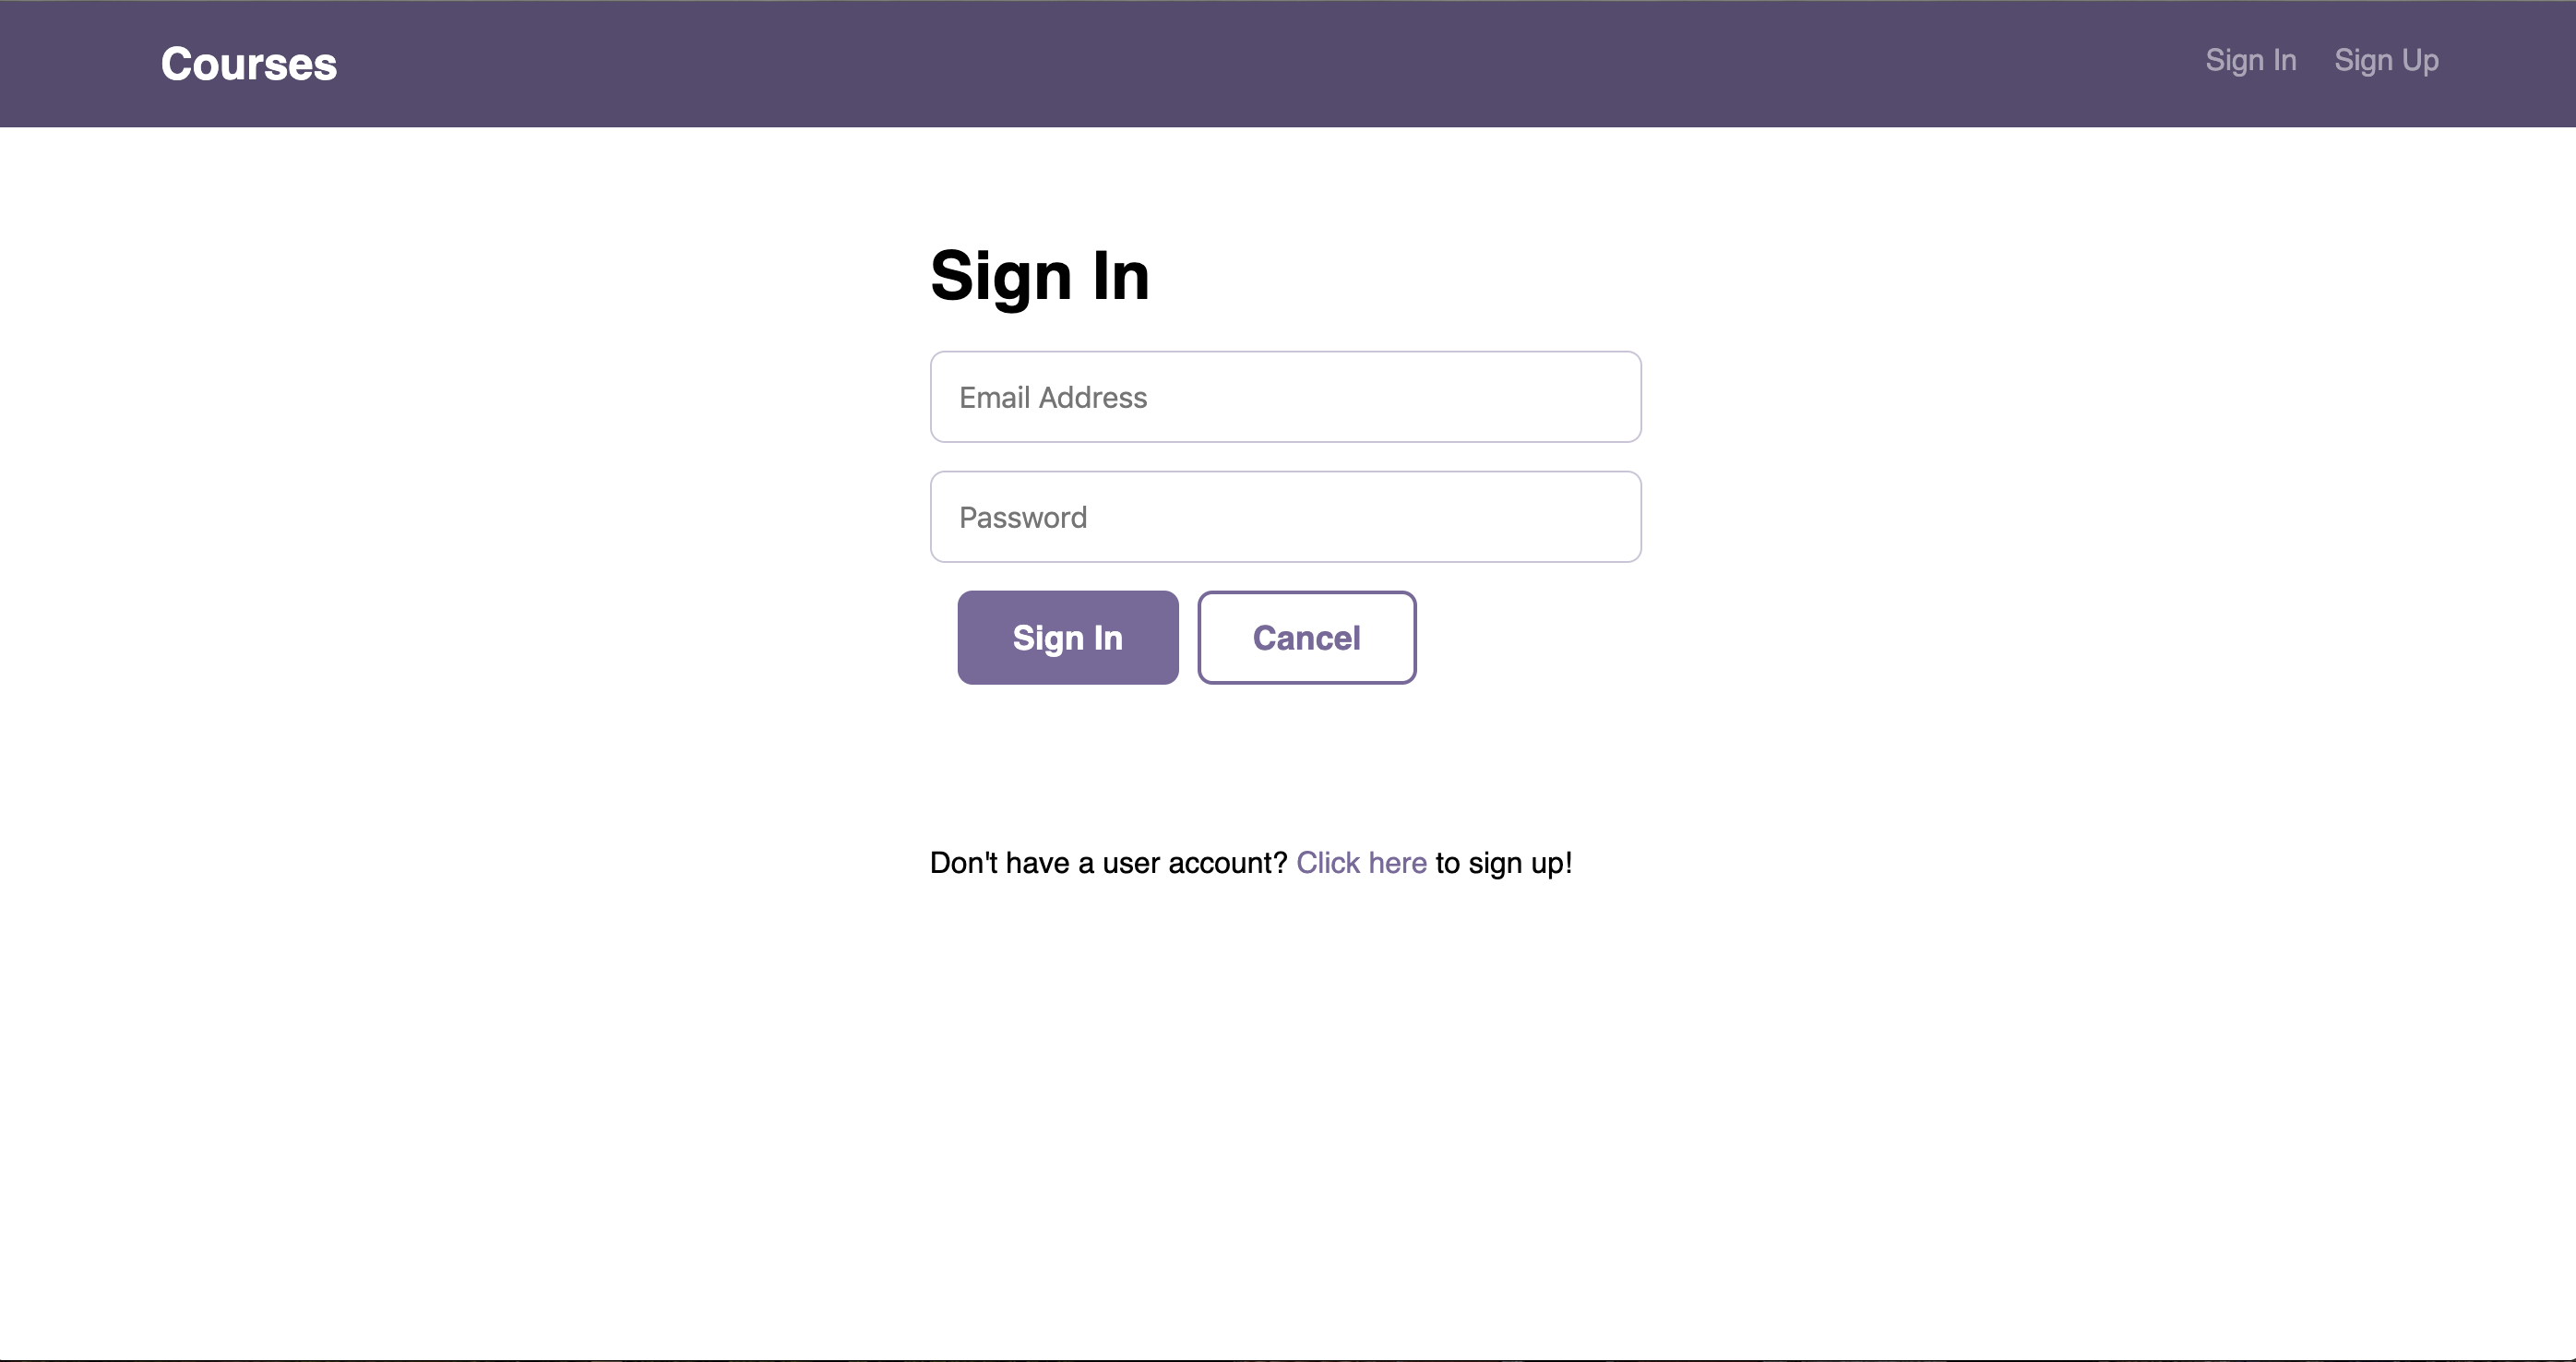 Courses
Sign In Sign Up
Sign In
Email Address
Password
Sign In Cancel
Don't have a user account? Click here to sign up!